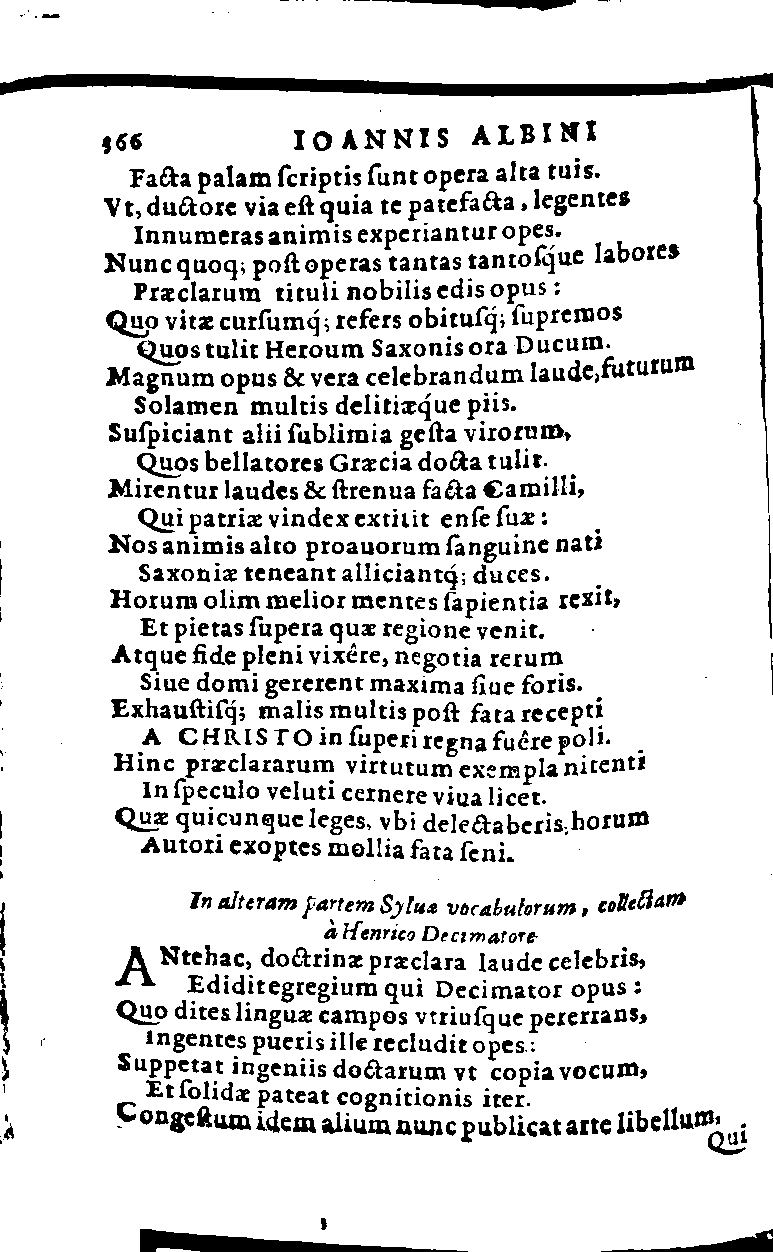 366 IOANNIS ALBINI
Facta palam ſcriptis ſunt opera alta tuis.
Vt, ductore via eſt quia te patefacta, legentes
Innumeras animis experiantur opes.
Nunc quoq; poſt operas tantas tantoſq́ue labores
Præclarum tituli nobilis edis opus:
Quo vitæ curſumq́; refers obituſq́; ſupremos
Quos tulit Heroum Saxonis ora Ducum.
Magnum opus & vera celebrandum laude, futurum
Solamen multis delitiæq́ue piis.
Suſpiciant alii ſublimia geſta virorum,
Quos bellatores Græcia docta tulit.
Mirentur laudes & ſtrenua facta Camilli,
Qui patriæ vindex extitit enſe ſuæ:
Nos animis alto proauorum ſanguine nati
Saxoniæ teneant alliciantq́; duces.
Horum olim melior mentes ſapientia rexit,
Et pietas ſupera quæ regione venit.
Atque fide pleni vixêre, negotia rerum
Siue domi gererent maxima ſiue foris.
Exhauſtiſq́; malis multis poſt fata recepti
A CHRISTO in ſuperi regna fuêre poli.
Hinc præclararum virtutum exempla nitenti
In ſpeculo veluti cernere viua licet.
Quæ quicunque leges, vbi delectaberis, horum
Autori exoptes mollia fata ſeni.
In alteram partem Syluæ vocabulorum, collectam
à Henrico Decimatore
ANtehac, doctrinæ præclara laude celebris,
Edidit egregium qui Decimator opus:
Quo dites linguæ campos vtriuſque pererrans,
Ingentes pueris ille recludit opes:
Suppetat ingeniis doctarum vt copia vocum,
Et ſolidæ pateat cognitionis iter.
Congeſtum idem alium nunc publicat arte libellum,
Qui